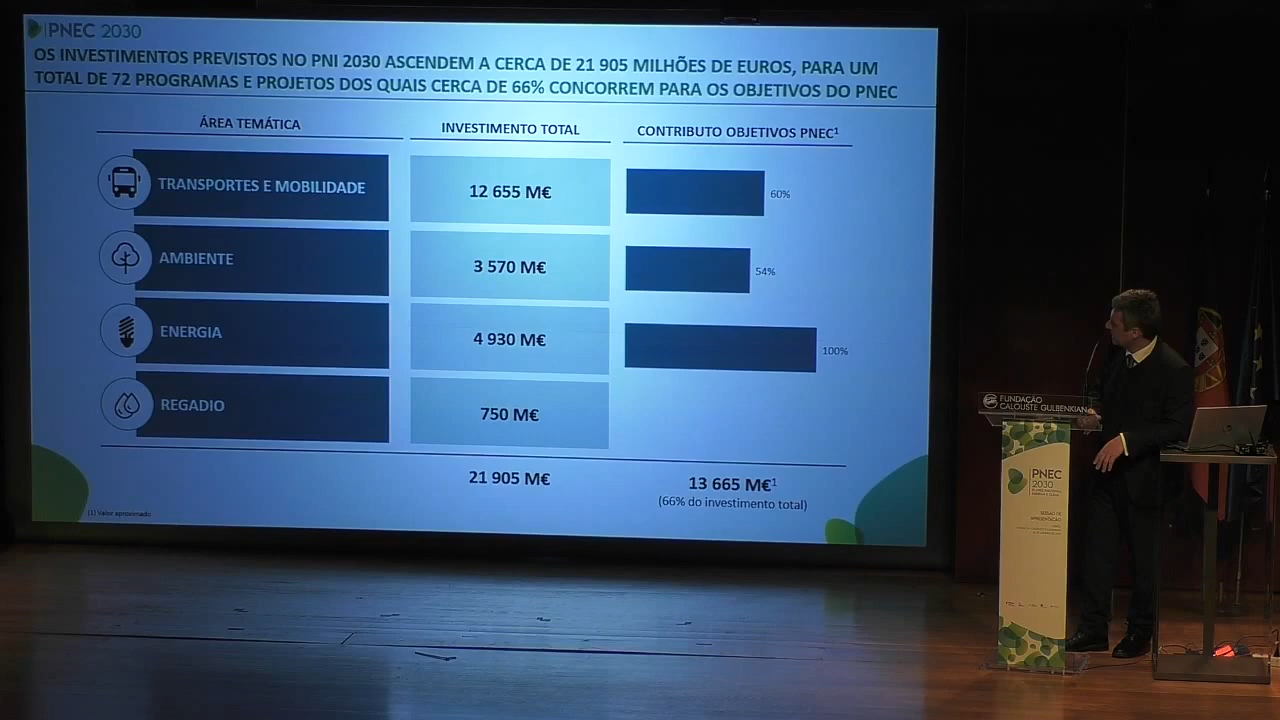 PNEC 2030
OS INVESTIMENTOS PREVISTOS NO PNI 2030 ASCENDEM A CERCA DE 21 905 MILHÕES DE EUROS, PARA UM
TOTAL DE 72 PROGRAMAS E PROJETOS DOS QUAIS CERCA DE 66% CONCORREM PARA OS OBJETIVOS DO PNEC
ÁREA TEMÁTICA
INVESTIMENTO TOTAL
CONTRIBUTO OBJETIVOS PNEC¹
TRANSPORTES E MOBILIDADE
12 655 M€
60%
AMBIENTE
3 570 M€
54%
ENERGIA
4 930 M€
100%
REGADIO
750 M€
21 905 M€
13 665 M€¹
(66% do investimento total)
(1) Valor aproximado
FUNDAÇÃO
CALOUSTE GULBENKIAN
PNEC
2030
SESSÃO DE
APRESENTAÇÃO